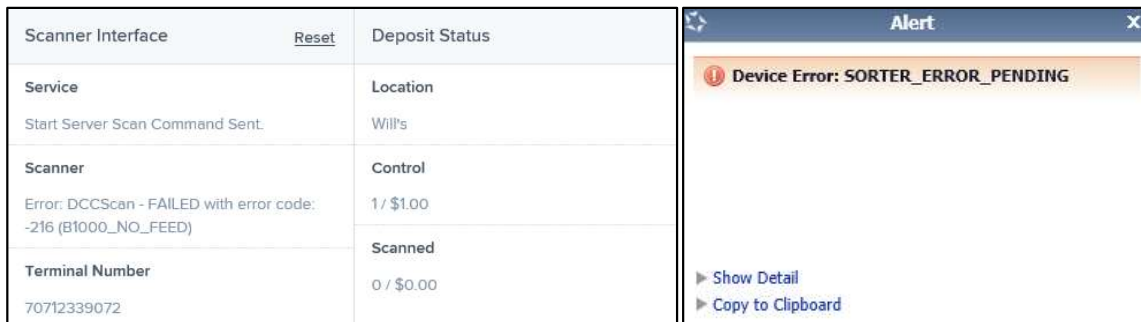 Scanner Interface
Reset
Service
Start Server Scan Command Sent.
Scanner
Error: DCCScan - FAILED with error code:
-216 (B1000_NO_FEED)
Terminal Number
70712339072
Deposit Status
Location
Will's
Control
1 / $1.00
Scanned
0 / $0.00
Alert
X
Device Error: SORTER_ERROR_PENDING
Show Detail
Copy to Clipboard